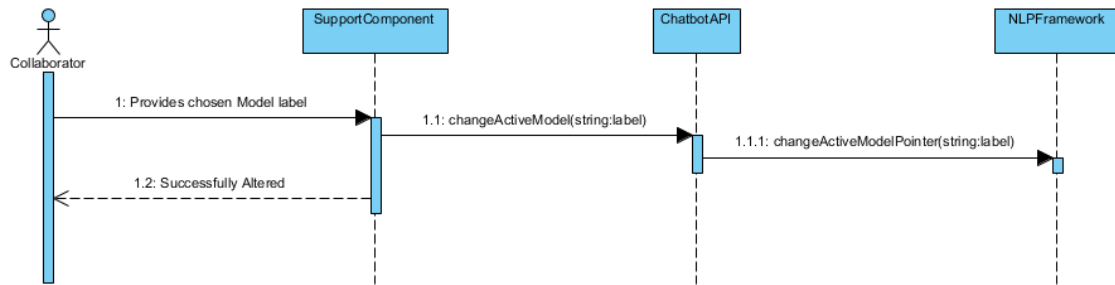 SupportComponent
ChatbotAPI
NLPFramework
Collaborator
1: Provides chosen Model label
1.1: changeActiveModel(string:label)
1.1.1: changeActiveModelPointer(string:label)
1.2: Successfully Altered